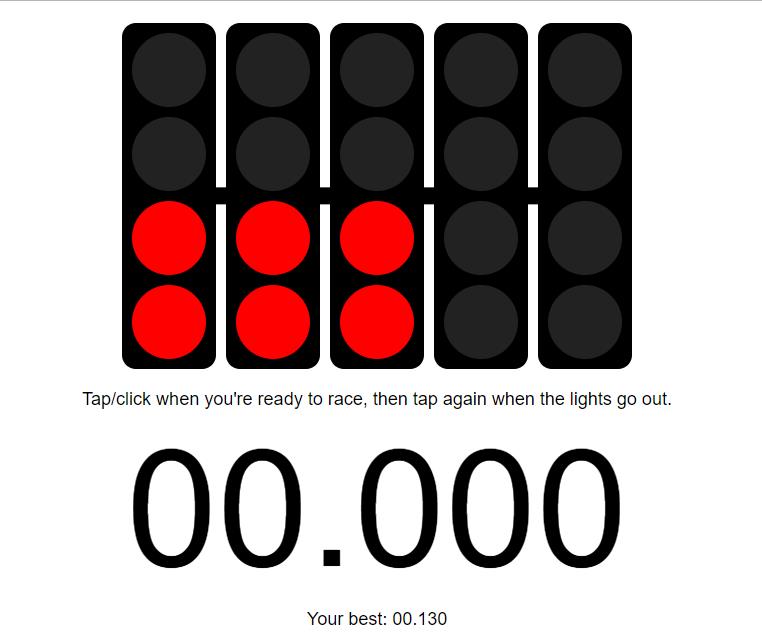 Tap/click when you're ready to race, then tap again when the lights go out.
00.000
Your best: 00.130